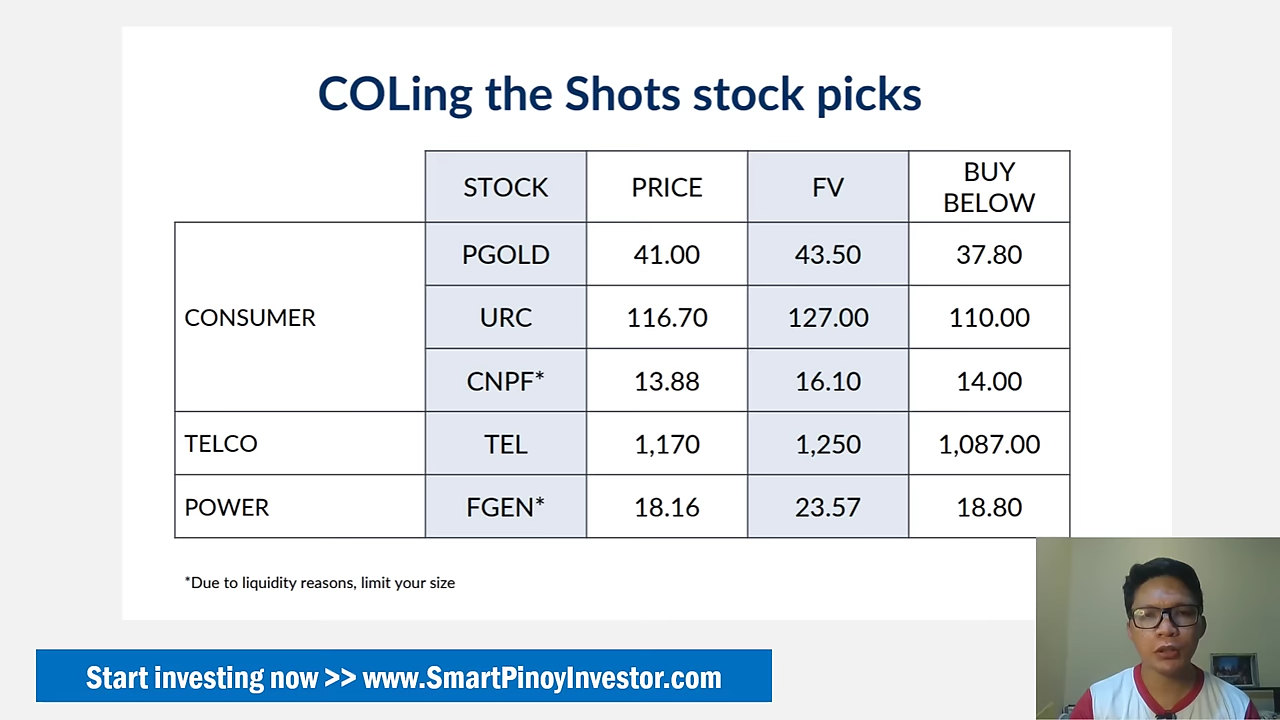 COLing the Shots stock picks
STOCK PRICE FV BUY BELOW
CONSUMER
PGOLD 41.00 43.50 37.80
URC 116.70 127.00 110.00
CNPF* 13.88 16.10 14.00
TELCO TEL 1,170 1,250 1,087.00
POWER FGEN* 18.16 23.57 18.80
*Due to liquidity reasons, limit your size
Start investing now >> www.SmartPinoyInvestor.com